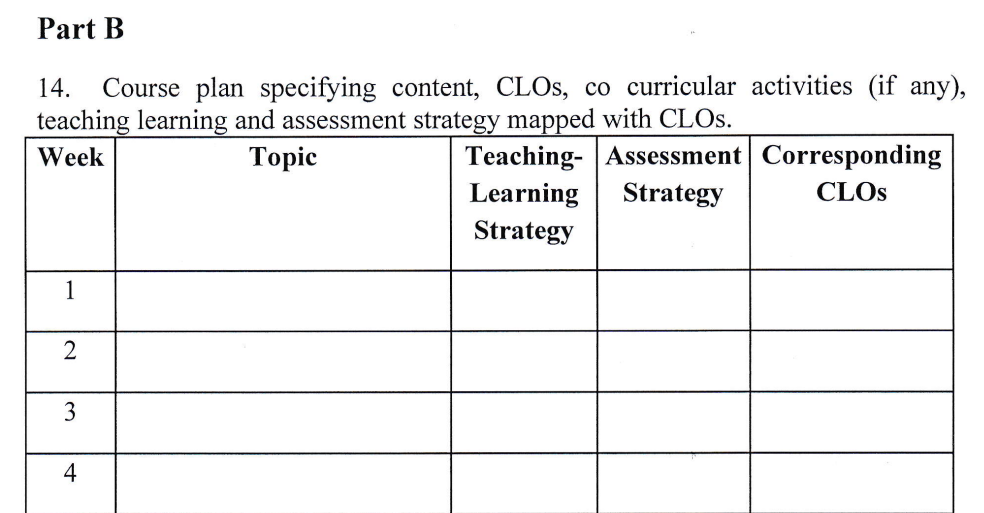 Part B
14. Course plan specifying content, CLOs, co curricular activities (if any),
teaching learning and assessment strategy mapped with CLOs.
Week Topic Teaching- Assessment Corresponding
Learning Strategy CLOs
Strategy
1
2
3
4